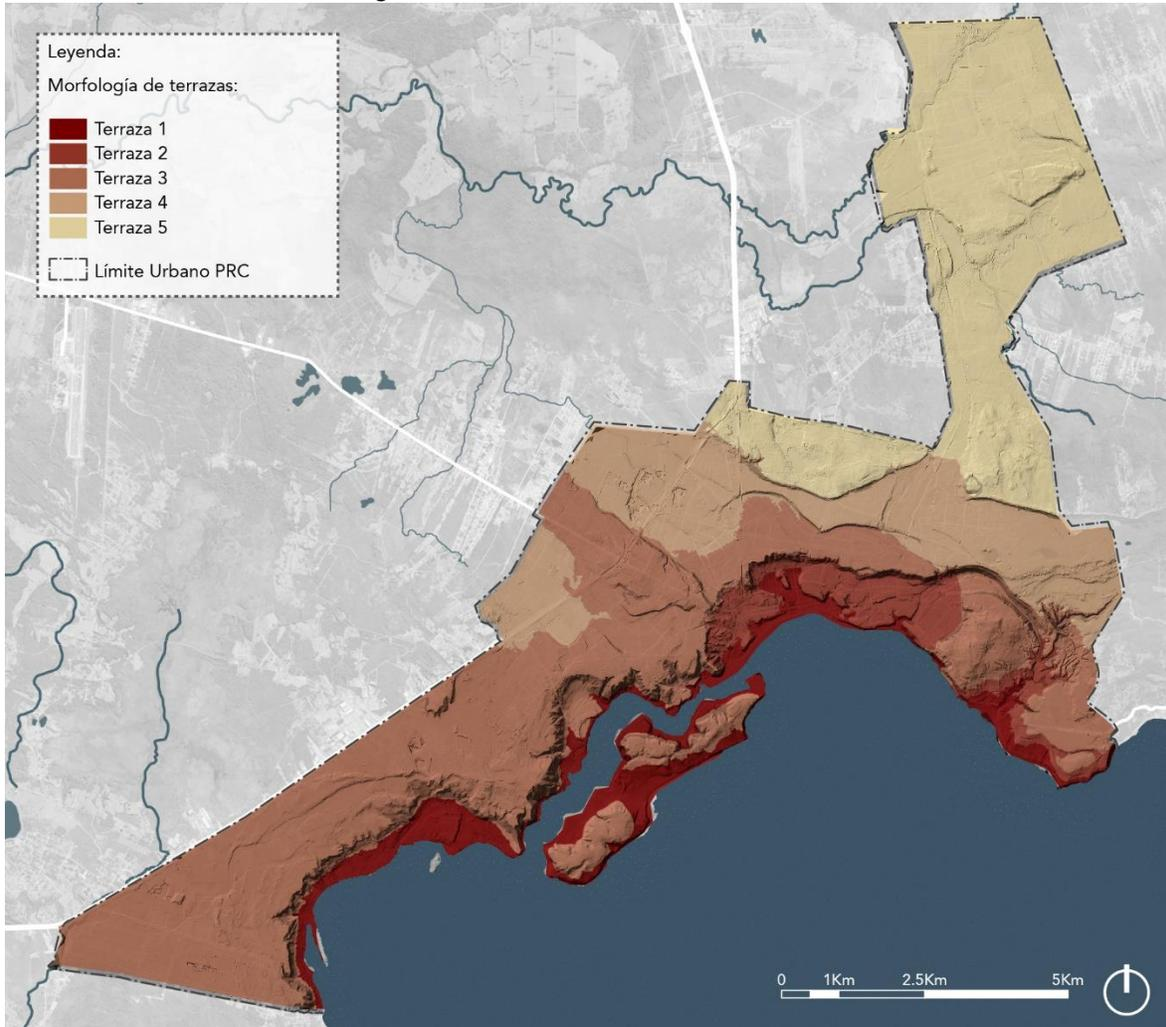 Leyenda:
Morfología de terrazas:
Terraza 1
Terraza 2
Terraza 3
Terraza 4
Terraza 5
Límite Urbano PRC
0 1Km 2.5Km 5Km